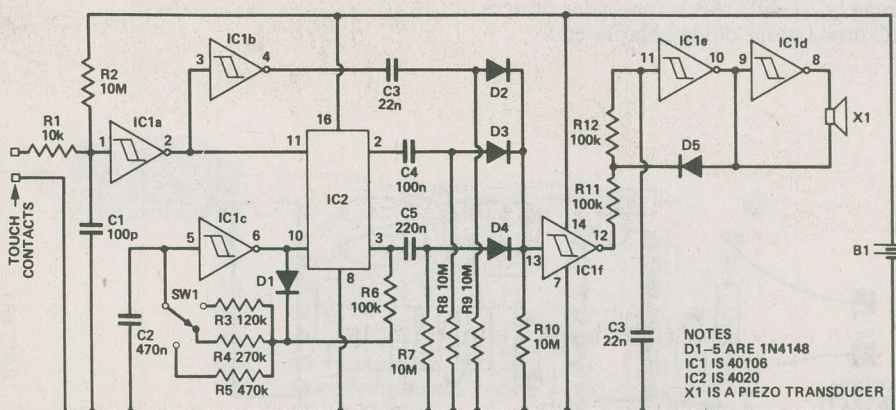 IC1b
3
4
R2
10M
IC1a
R1
10k
1
2
C3
22n
D2
16
11
2
D3
C4
100n
IC2
TOUCH
CONTACTS
C1
100p
IC1c
5
6
10
D1
3
C5
220n
D4
8
SW1
R3 120k
R4 270k
R5 470k
C2
470n
R6
100k
R7
10M
R8 10M
R9 10M
13
14
12
IC1f
7
R10
10M
R12
100k
R11
100k
11
IC1e
10
9
IC1d
8
X1
D5
C3
22n
B1
NOTES
D1–5 ARE 1N4148
IC1 IS 40106
IC2 IS 4020
X1 IS A PIEZO TRANSDUCER